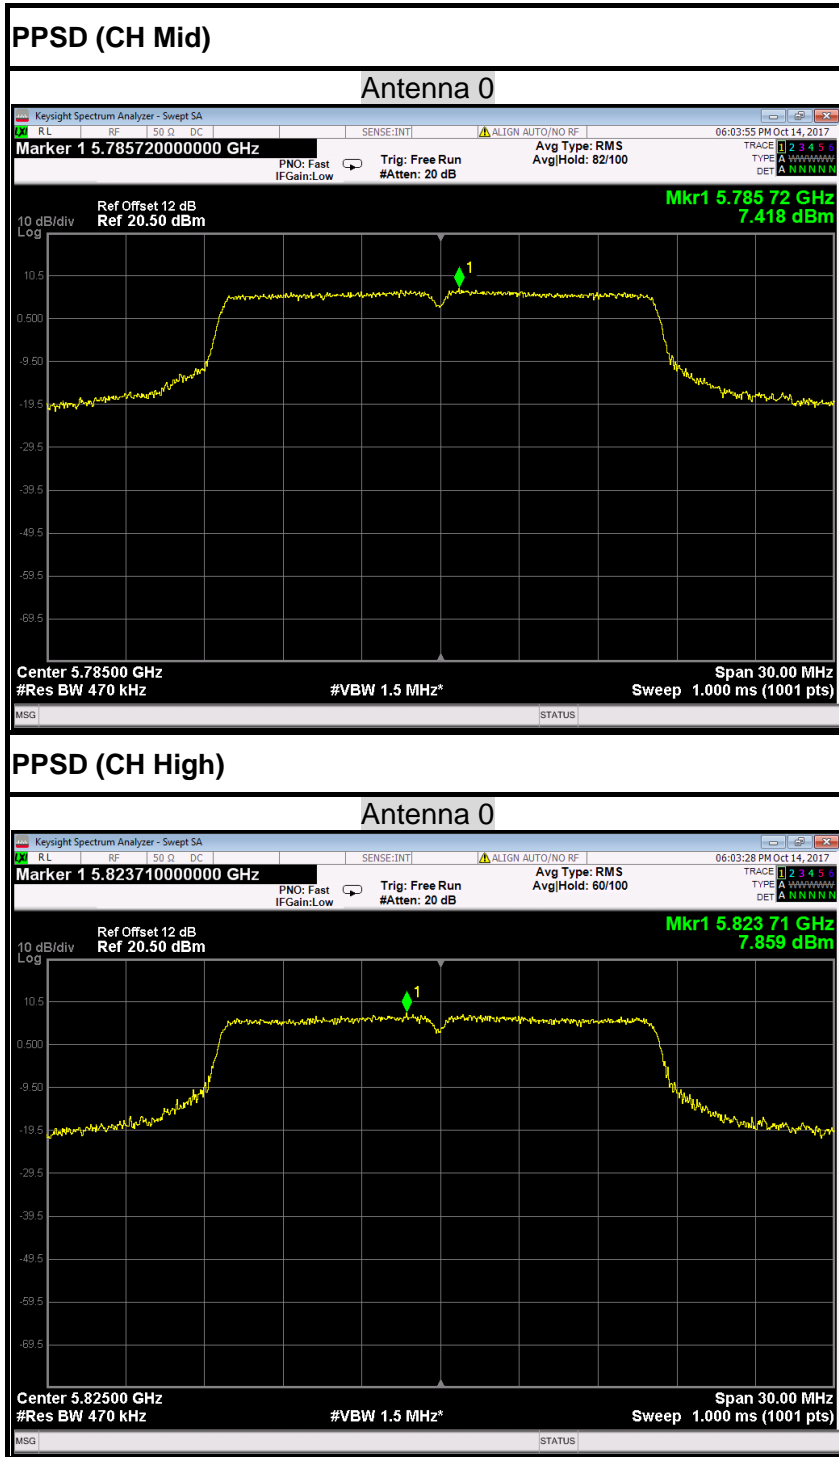 PPSD (CH Mid)
Antenna 0
Keysight Spectrum Analyzer - Swept SA
LXI RL RF 50 Ω DC SENSE:INT ALIGN AUTO/NO RF 06:03:55 PM Oct 14, 2017
Marker 1 5.785720000000 GHz
PNO: Fast
IFGain:Low
Trig: Free Run
#Atten: 20 dB
Avg Type: RMS
Avg|Hold: 82/100
TRACE 1 2 3 4 5 6
TYPE A WWWWW
DET A N N N N N
Mkr1 5.785 72 GHz
7.418 dBm
Ref Offset 12 dB
10 dB/div Ref 20.50 dBm
Log
1
10.5
0.500
-9.50
-19.5
-29.5
-39.5
-49.5
-59.5
-69.5
Center 5.78500 GHz Span 30.00 MHz
#Res BW 470 kHz #VBW 1.5 MHz* Sweep 1.000 ms (1001 pts)
MSG STATUS
PPSD (CH High)
Antenna 0
Keysight Spectrum Analyzer - Swept SA
LXI RL RF 50 Ω DC SENSE:INT ALIGN AUTO/NO RF 06:03:28 PM Oct 14, 2017
Marker 1 5.823710000000 GHz
PNO: Fast
IFGain:Low
Trig: Free Run
#Atten: 20 dB
Avg Type: RMS
Avg|Hold: 60/100
TRACE 1 2 3 4 5 6
TYPE A WWWWW
DET A N N N N N
Mkr1 5.823 71 GHz
7.859 dBm
Ref Offset 12 dB
10 dB/div Ref 20.50 dBm
Log
1
10.5
0.500
-9.50
-19.5
-29.5
-39.5
-49.5
-59.5
-69.5
Center 5.82500 GHz Span 30.00 MHz
#Res BW 470 kHz #VBW 1.5 MHz* Sweep 1.000 ms (1001 pts)
MSG STATUS